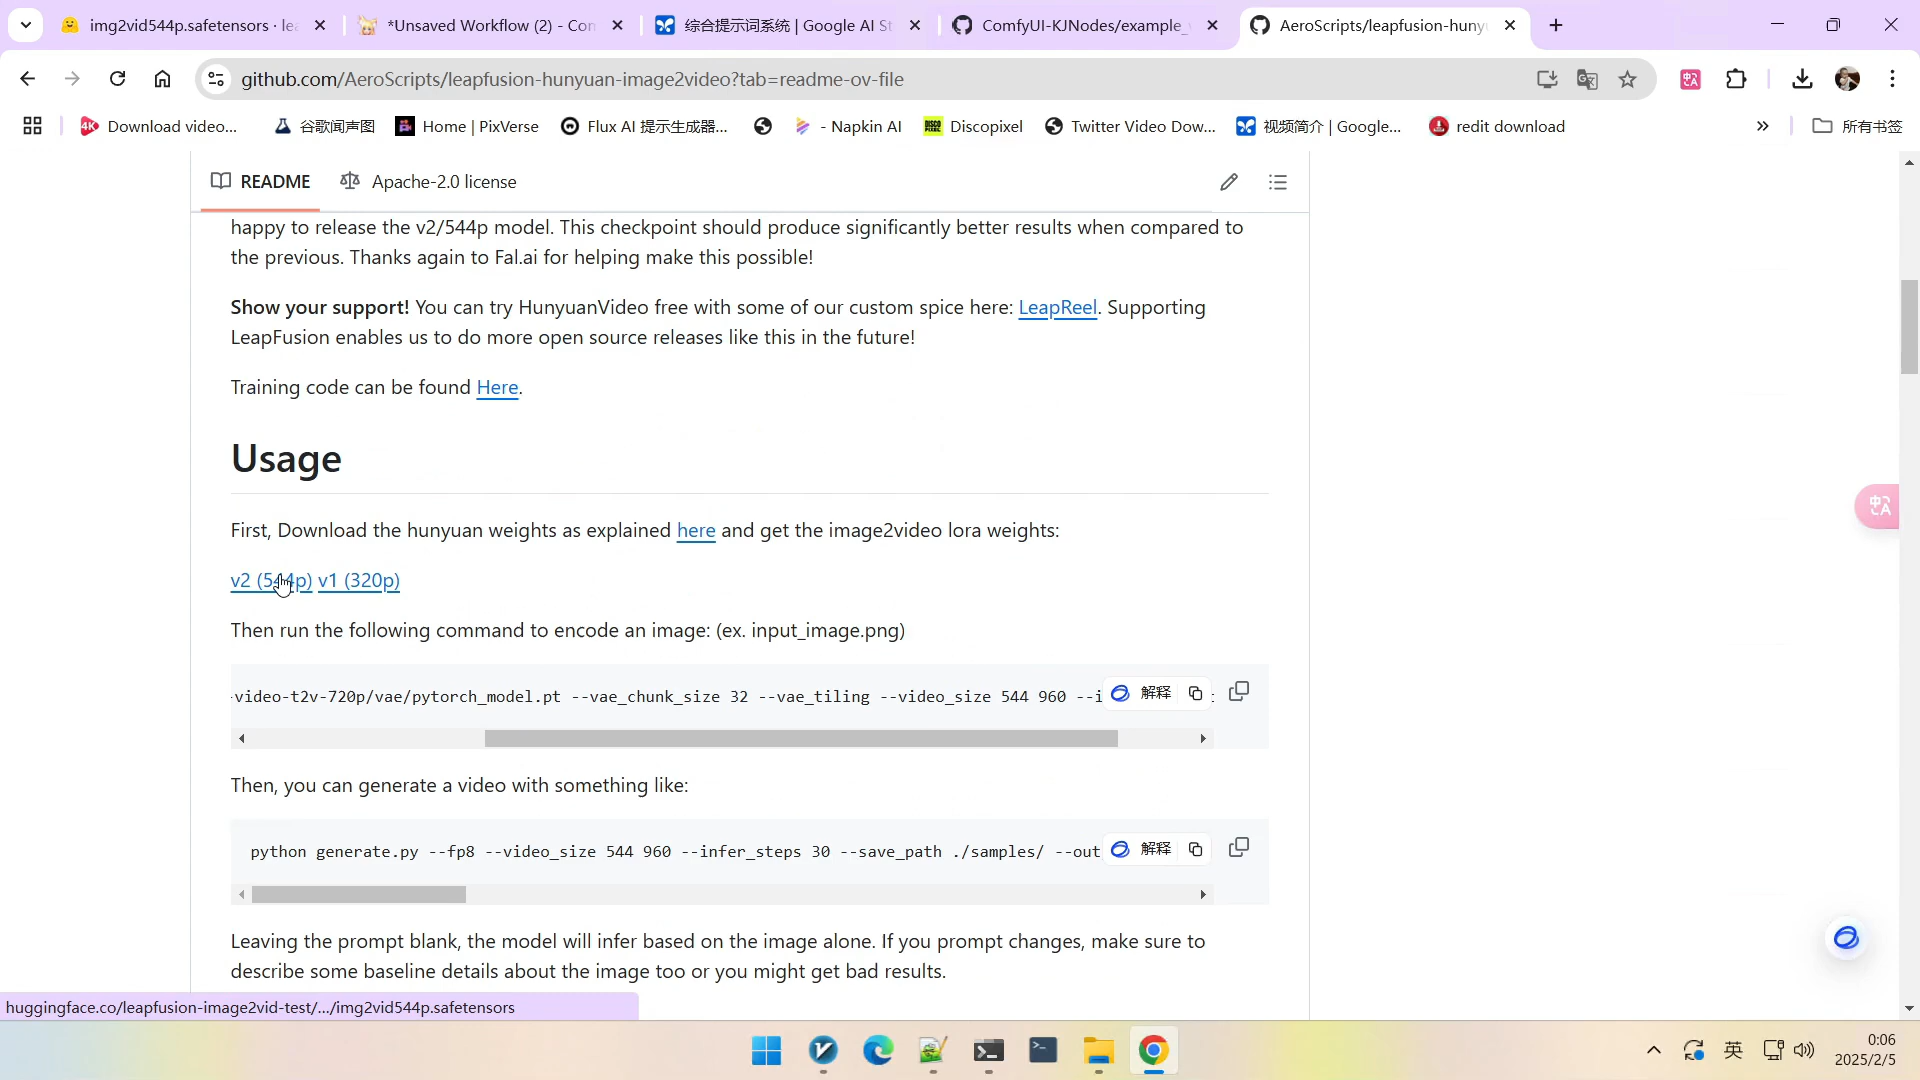 img2vid544p.safetensors · lea
*Unsaved Workflow (2) - Con
综合提示词系统 | Google AI St
ComfyUI-KJNodes/example_
AeroScripts/leapfusion-huny
github.com/AeroScripts/leapfusion-hunyuan-image2video?tab=readme-ov-file
Download video...
谷歌闻声图
Home | PixVerse
Flux AI 提示生成器...
- Napkin AI
Discopixel
Twitter Video Dow...
视频简介 | Google...
redit download
所有书签
README
Apache-2.0 license
happy to release the v2/544p model. This checkpoint should produce significantly better results when compared to
the previous. Thanks again to Fal.ai for helping make this possible!
Show your support! You can try HunyuanVideo free with some of our custom spice here: LeapReel. Supporting
LeapFusion enables us to do more open source releases like this in the future!
Training code can be found Here.
Usage
First, Download the hunyuan weights as explained here and get the image2video lora weights:
v2 (544p) v1 (320p)
Then run the following command to encode an image: (ex. input_image.png)
-video-t2v-720p/vae/pytorch_model.pt --vae_chunk_size 32 --vae_tiling --video_size 544 960 --i
解释
Then, you can generate a video with something like:
python generate.py --fp8 --video_size 544 960 --infer_steps 30 --save_path ./samples/ --out
解释
Leaving the prompt blank, the model will infer based on the image alone. If you prompt changes, make sure to
describe some baseline details about the image too or you might get bad results.
huggingface.co/leapfusion-image2vid-test/.../img2vid544p.safetensors
英
0:06
2025/2/5